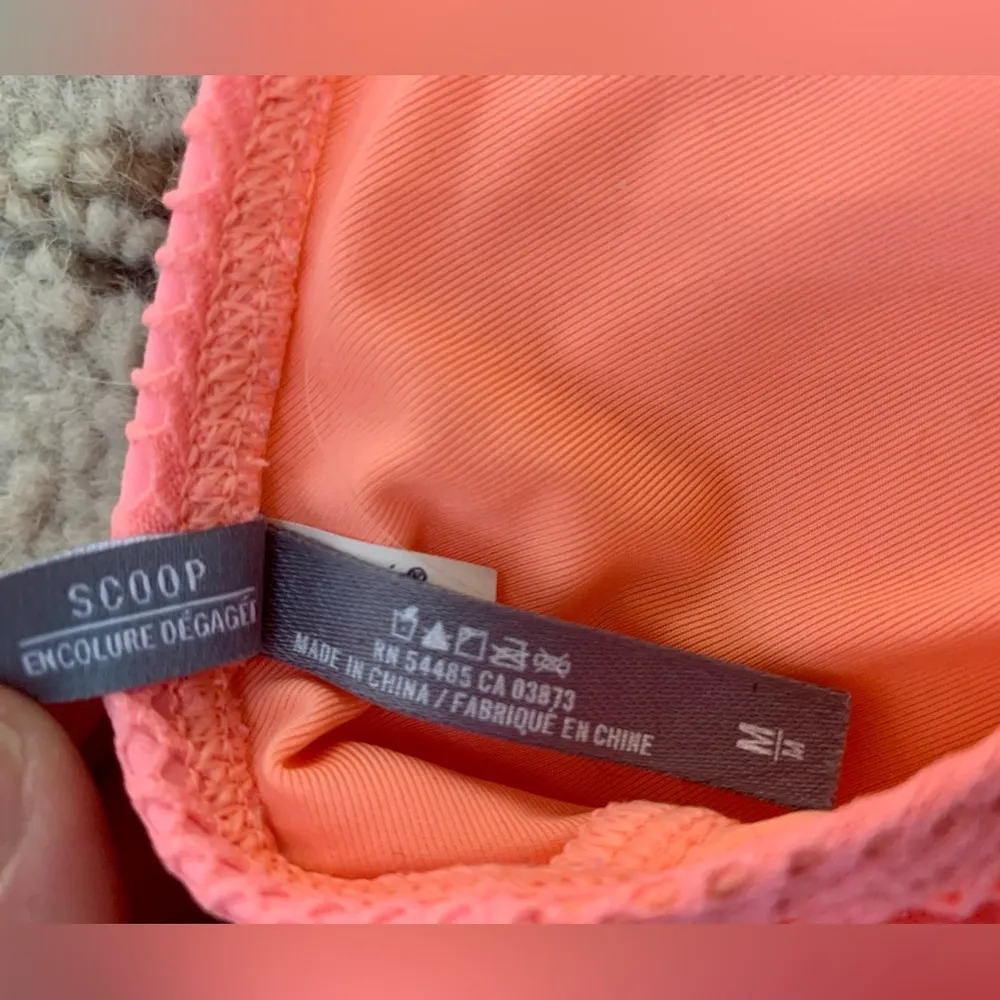 SCOOP
ENCOLURE DÉGAGÉE
®
RN 54485 CA 03873
MADE IN CHINA / FABRIQUÉ EN CHINE
M | M